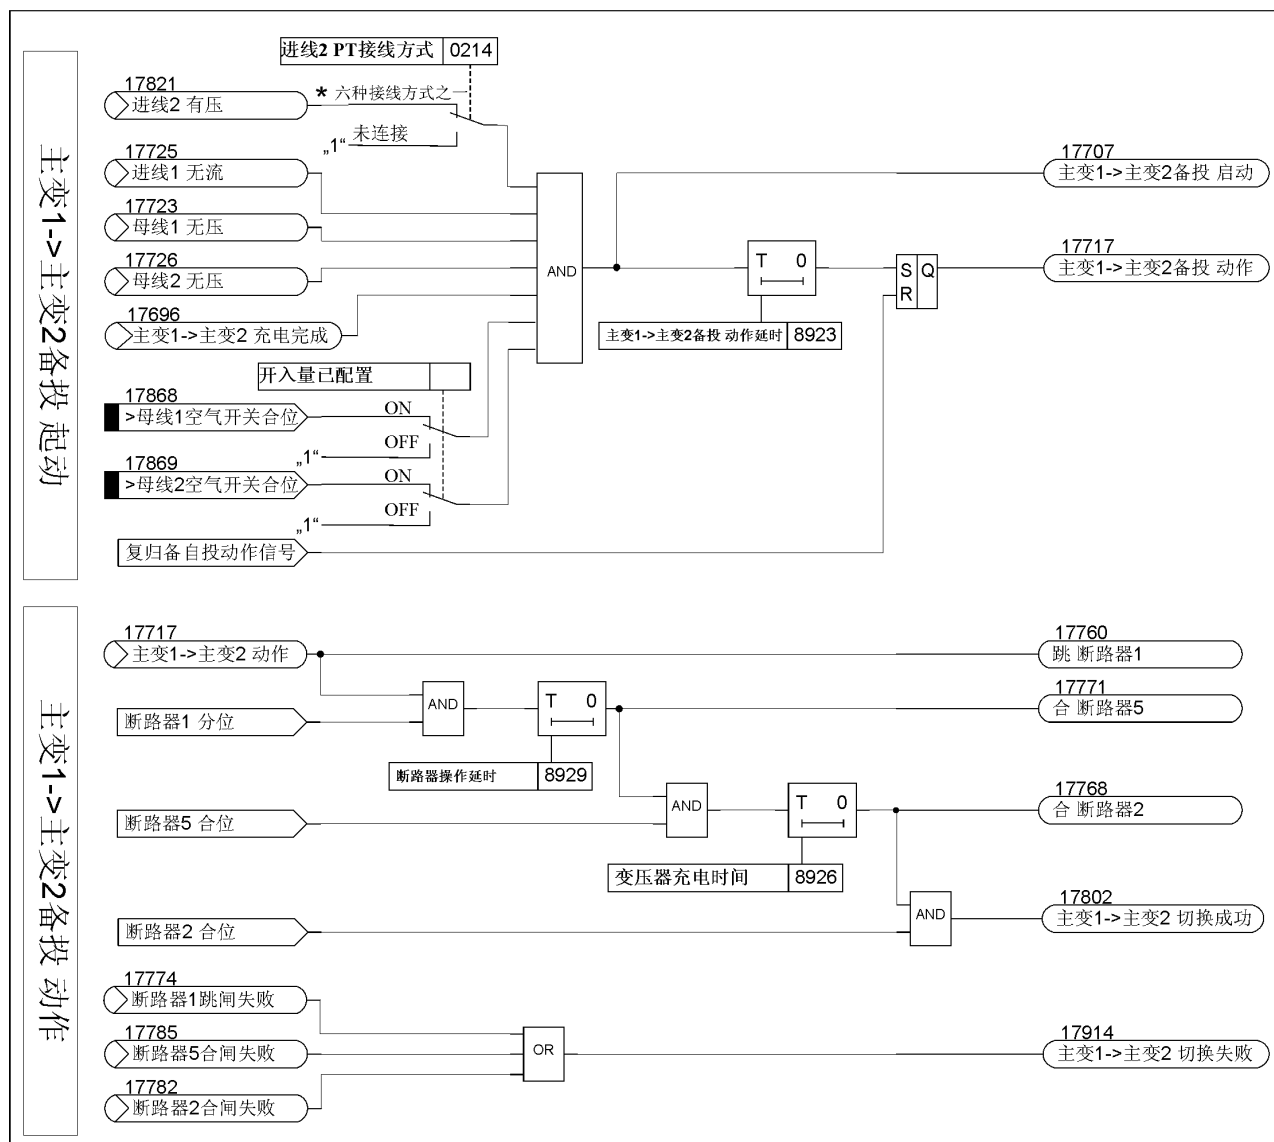 主变1->主变2备投 起动
进线2 PT接线方式 0214
17821
进线2 有压
* 六种接线方式之一
„1“ 未连接
17725
进线1 无流
17723
母线1 无压
17726
母线2 无压
17696
主变1->主变2 充电完成
AND
17707
主变1->主变2备投 启动
T 0
主变1->主变2备投 动作延时 8923
S Q
R
17717
主变1->主变2备投 动作
开入量已配置
17868
>母线1空气开关合位
ON
OFF
„1“
17869
>母线2空气开关合位
ON
OFF
„1“
复归备自投动作信号
主变1->主变2备投 动作
17717
主变1->主变2 动作
17760
跳 断路器1
断路器1 分位
AND
T 0
断路器操作延时 8929
17771
合 断路器5
断路器5 合位
AND
T 0
变压器充电时间 8926
17768
合 断路器2
断路器2 合位
AND
17802
主变1->主变2 切换成功
17774
断路器1跳闸失败
17785
断路器5合闸失败
17782
断路器2合闸失败
OR
17914
主变1->主变2 切换失败